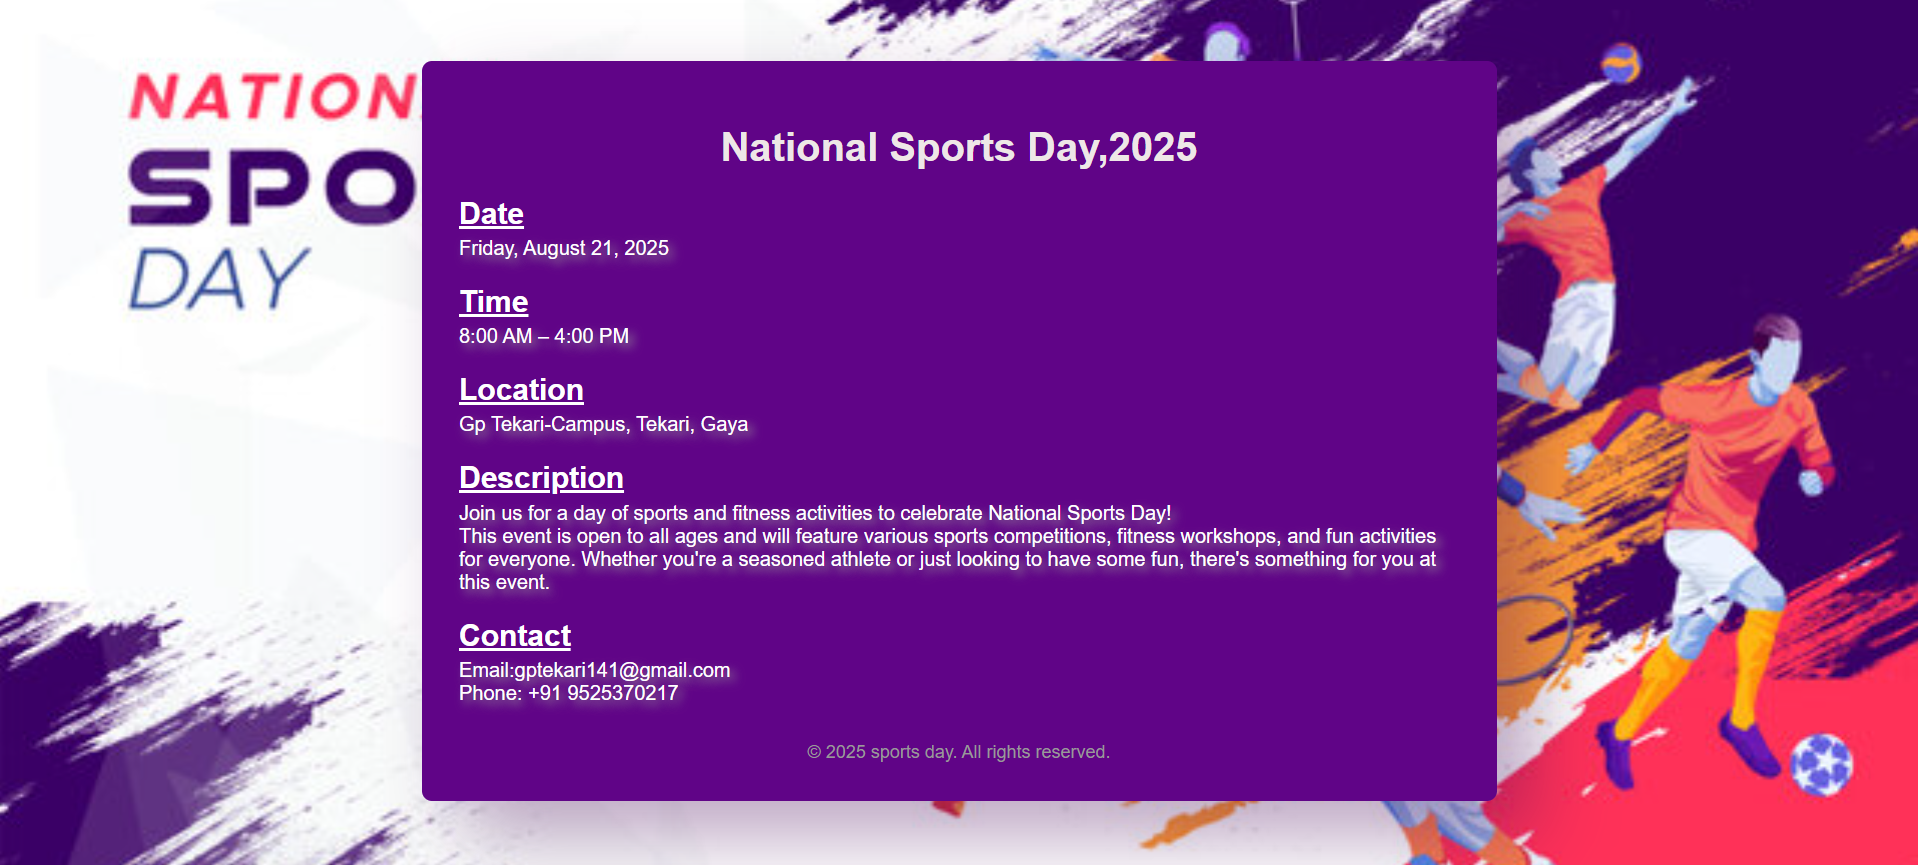 NATION
SPO
DAY
National Sports Day,2025
Date
Friday, August 21, 2025
Time
8:00 AM – 4:00 PM
Location
Gp Tekari-Campus, Tekari, Gaya
Description
Join us for a day of sports and fitness activities to celebrate National Sports Day!
This event is open to all ages and will feature various sports competitions, fitness workshops, and fun activities
for everyone. Whether you're a seasoned athlete or just looking to have some fun, there's something for you at
this event.
Contact
Email:gptekari141@gmail.com
Phone: +91 9525370217
© 2025 sports day. All rights reserved.